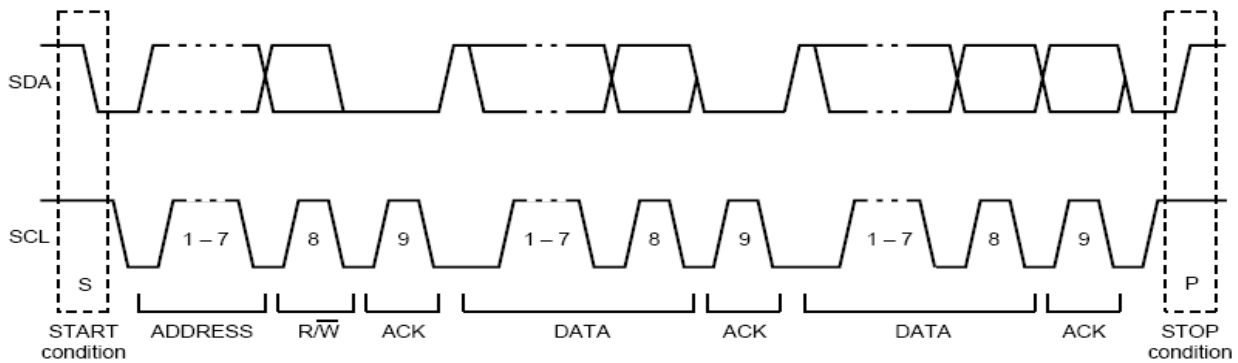 SDA
SCL
1 – 7 8 9 1 – 7 8 9 1 – 7 8 9
S P
START condition ADDRESS R/W̅ ACK DATA ACK DATA ACK STOP condition